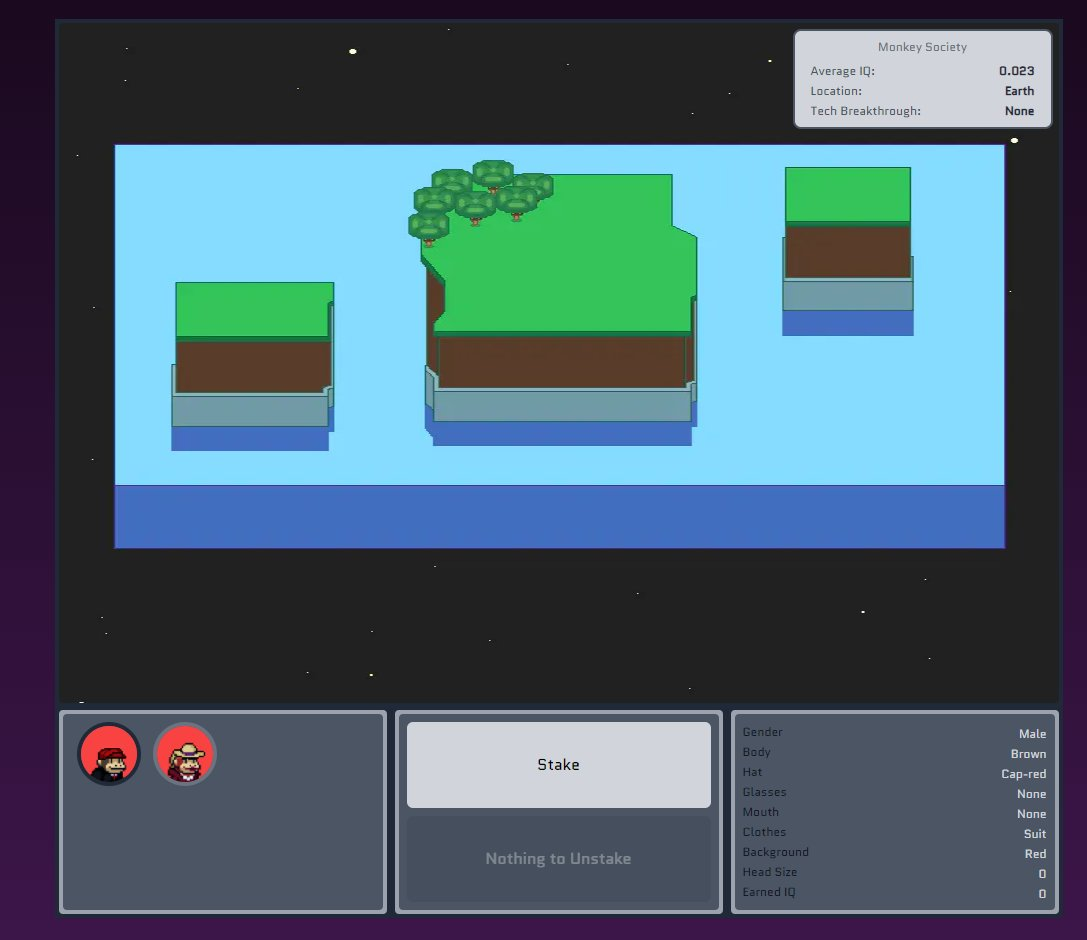 Monkey Society
Average IQ: 0.023
Location: Earth
Tech Breakthrough: None
Stake
Nothing to Unstake
Gender Male
Body Brown
Hat Cap-red
Glasses None
Mouth None
Clothes Suit
Background Red
Head Size 0
Earned IQ 0